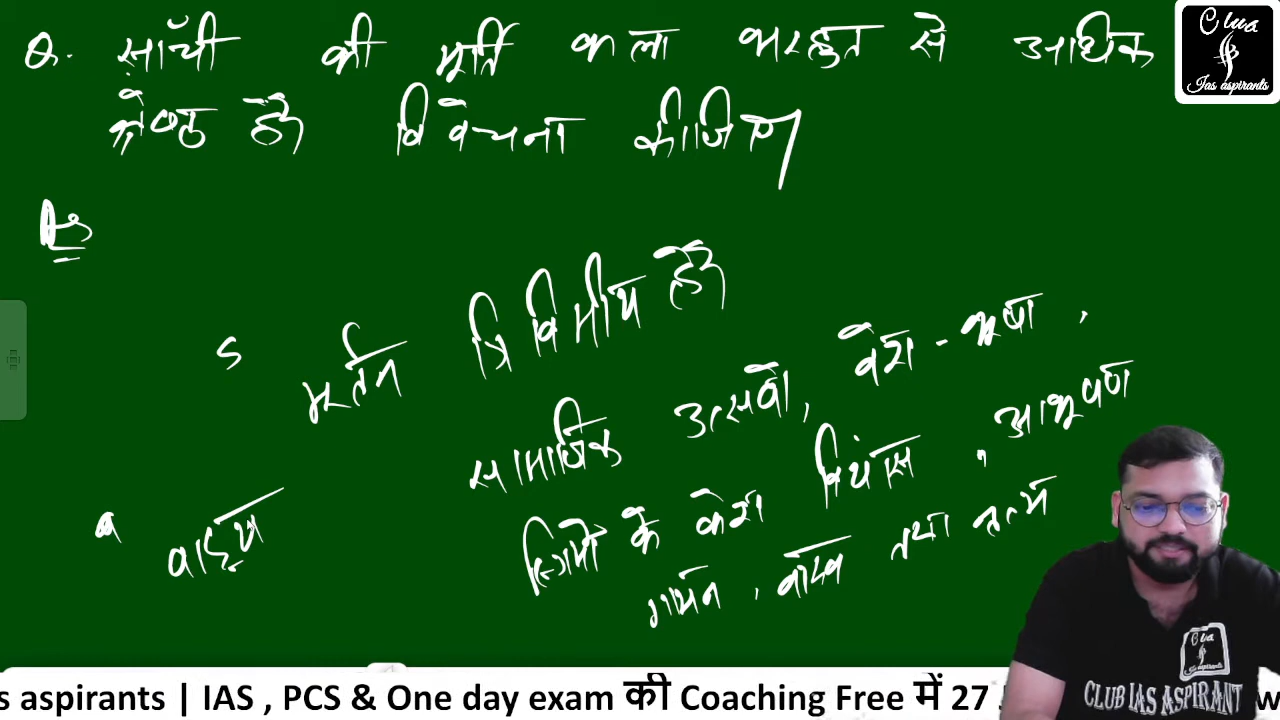 Q. साँची की मूर्ति कला भरहुत से अधिक
श्रेष्ठ है। विवेचना कीजिए
Club
Ias aspirants
मूर्तन त्रिविमीय है।
सामाजिक उत्सवों, वेश-भूषा,
स्त्रियों के केश विन्यास, आभूषण
गायन, वाद्य तथा नृत्य
वाद्य
CLUB IAS ASPIRANT
s aspirants | IAS , PCS & One day exam की Coaching Free में 27